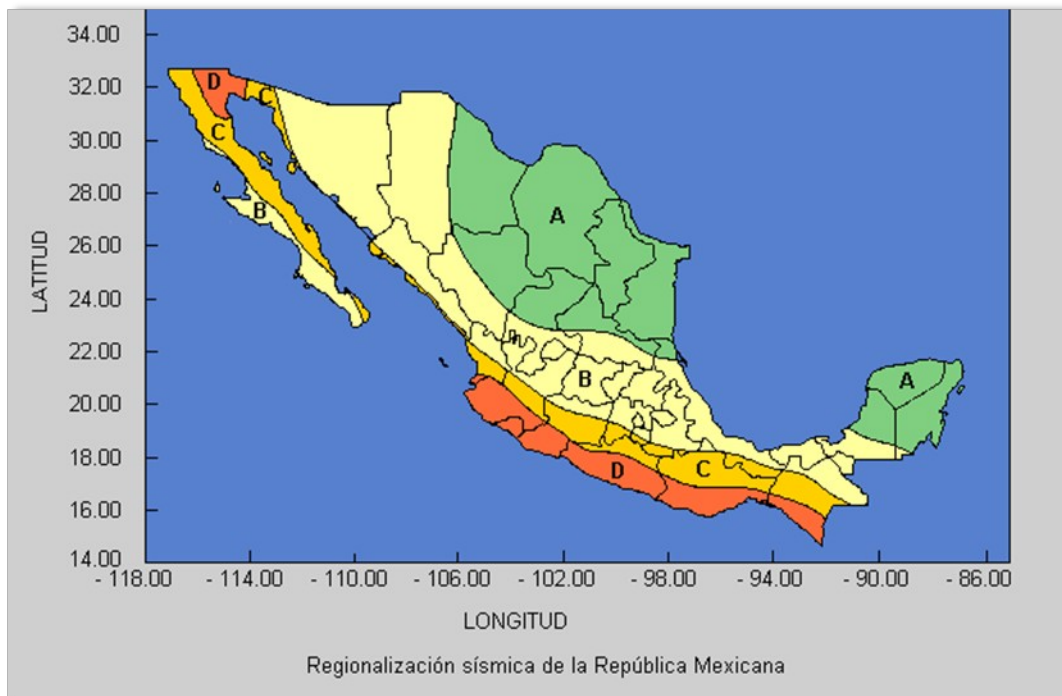 34.00
32.00
30.00
28.00
26.00
24.00
22.00
20.00
18.00
16.00
14.00
LATITUD
D
C
C
B
A
B
A
C
D
- 118.00 - 114.00 - 110.00 - 106.00 - 102.00 - 98.00 - 94.00 - 90.00 - 86.00
LONGITUD
Regionalización sísmica de la República Mexicana